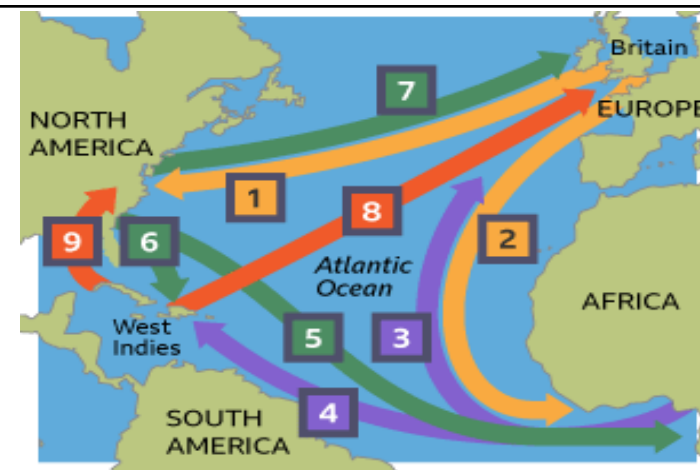 Britain
7
EUROPE
NORTH
AMERICA
1
8
9
6
2
Atlantic
Ocean
AFRICA
West
Indies
5
3
4
SOUTH
AMERICA